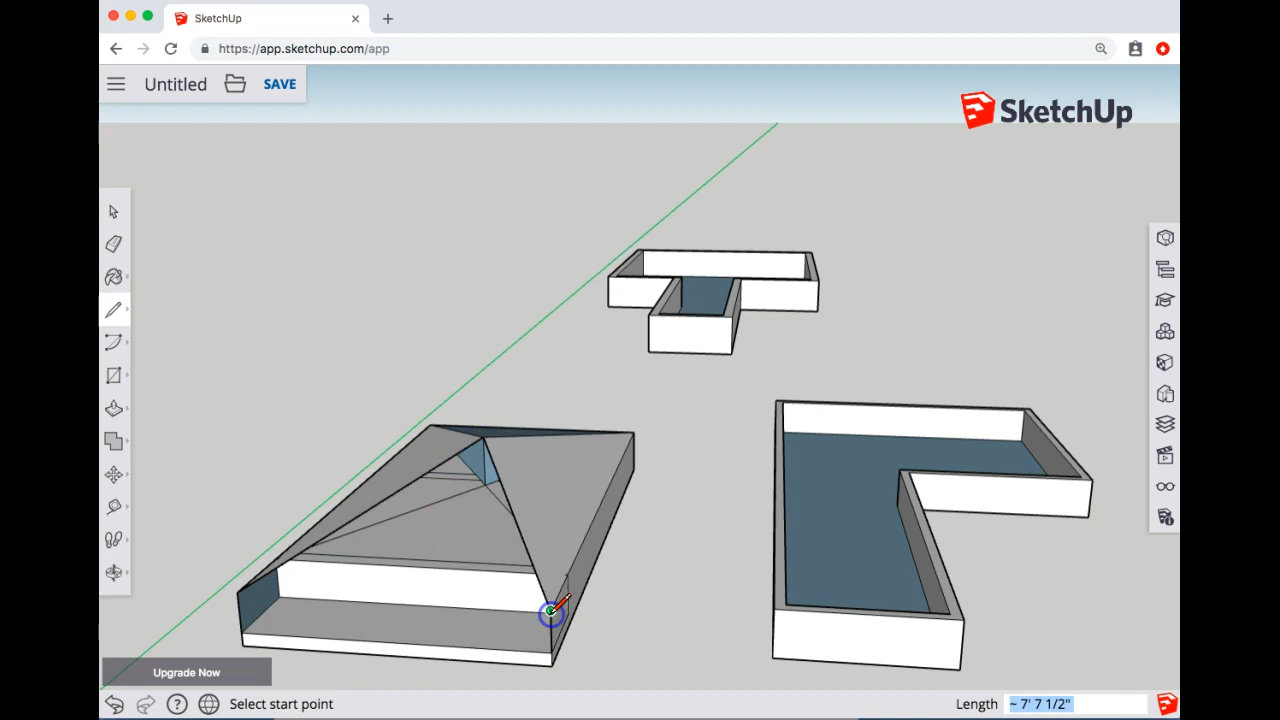 SketchUp
https://app.sketchup.com/app
Untitled SAVE
SketchUp
Upgrade Now
Select start point
Length ~ 7' 7 1/2"